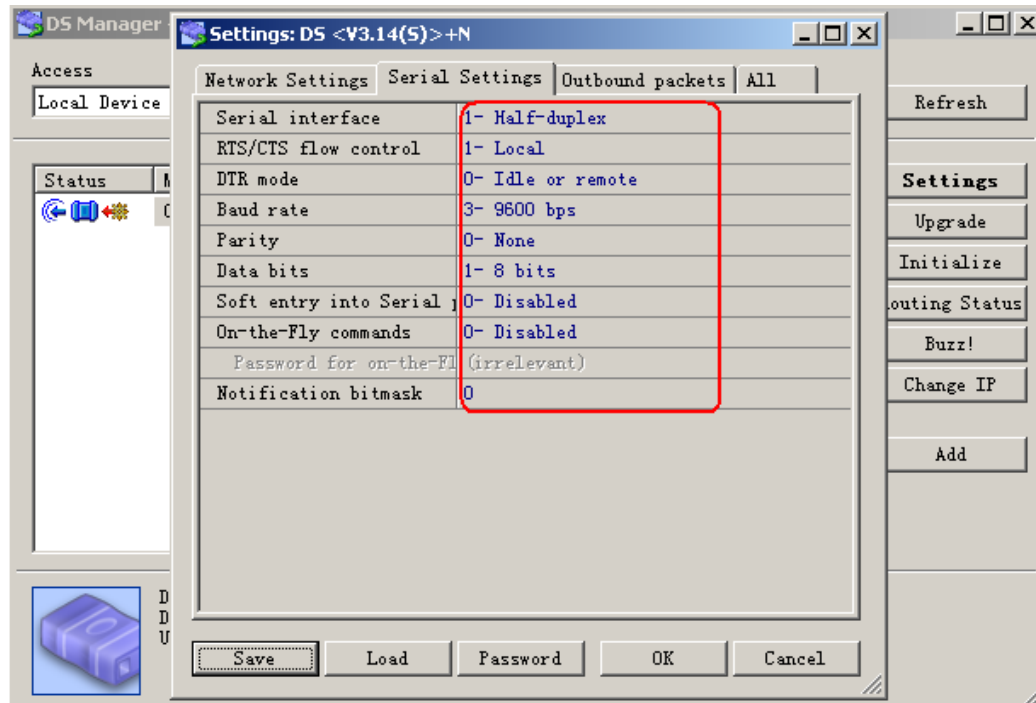 DS Manager
Settings: DS <V3.14(S)>+N
Access
Local Device
Network Settings
Serial Settings
Outbound packets
All
Serial interface 1- Half-duplex
RTS/CTS flow control 1- Local
DTR mode 0- Idle or remote
Baud rate 3- 9600 bps
Parity 0- None
Data bits 1- 8 bits
Soft entry into Serial 0- Disabled
On-the-Fly commands 0- Disabled
Password for on-the-Fl (irrelevant)
Notification bitmask 0
Status
Refresh
Settings
Upgrade
Initialize
outing Status
Buzz!
Change IP
Add
D
D
U
Save
Load
Password
OK
Cancel